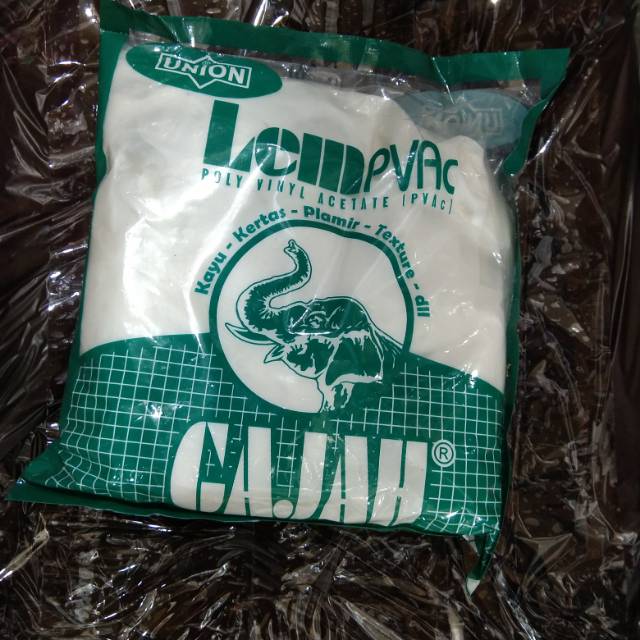 UNION
Lem PVAc
POLY VINYL ACETATE (PVAC)
Kayu - Kertas - Plamir - Texture - dll
GAJAH ®